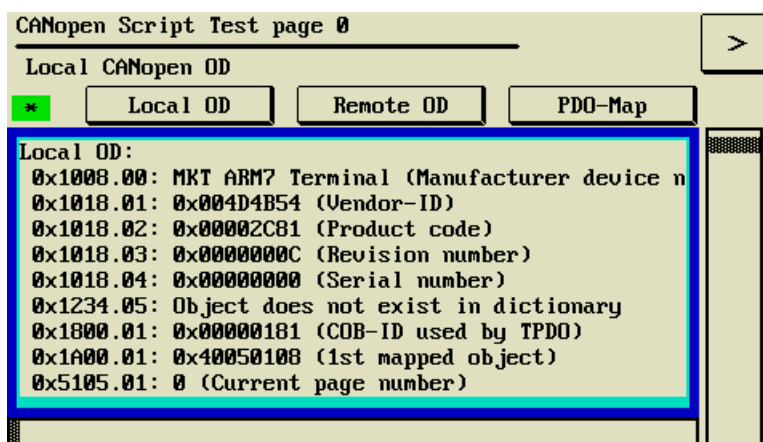 CANopen Script Test page 0
>
Local CANopen OD
* Local OD Remote OD PDO-Map
Local OD:
0x1008.00: MKT ARM7 Terminal (Manufacturer device n
0x1018.01: 0x004D4B54 (Vendor-ID)
0x1018.02: 0x00002C81 (Product code)
0x1018.03: 0x0000000C (Revision number)
0x1018.04: 0x00000000 (Serial number)
0x1234.05: Object does not exist in dictionary
0x1800.01: 0x00000181 (COB-ID used by TPDO)
0x1A00.01: 0x40050108 (1st mapped object)
0x5105.01: 0 (Current page number)